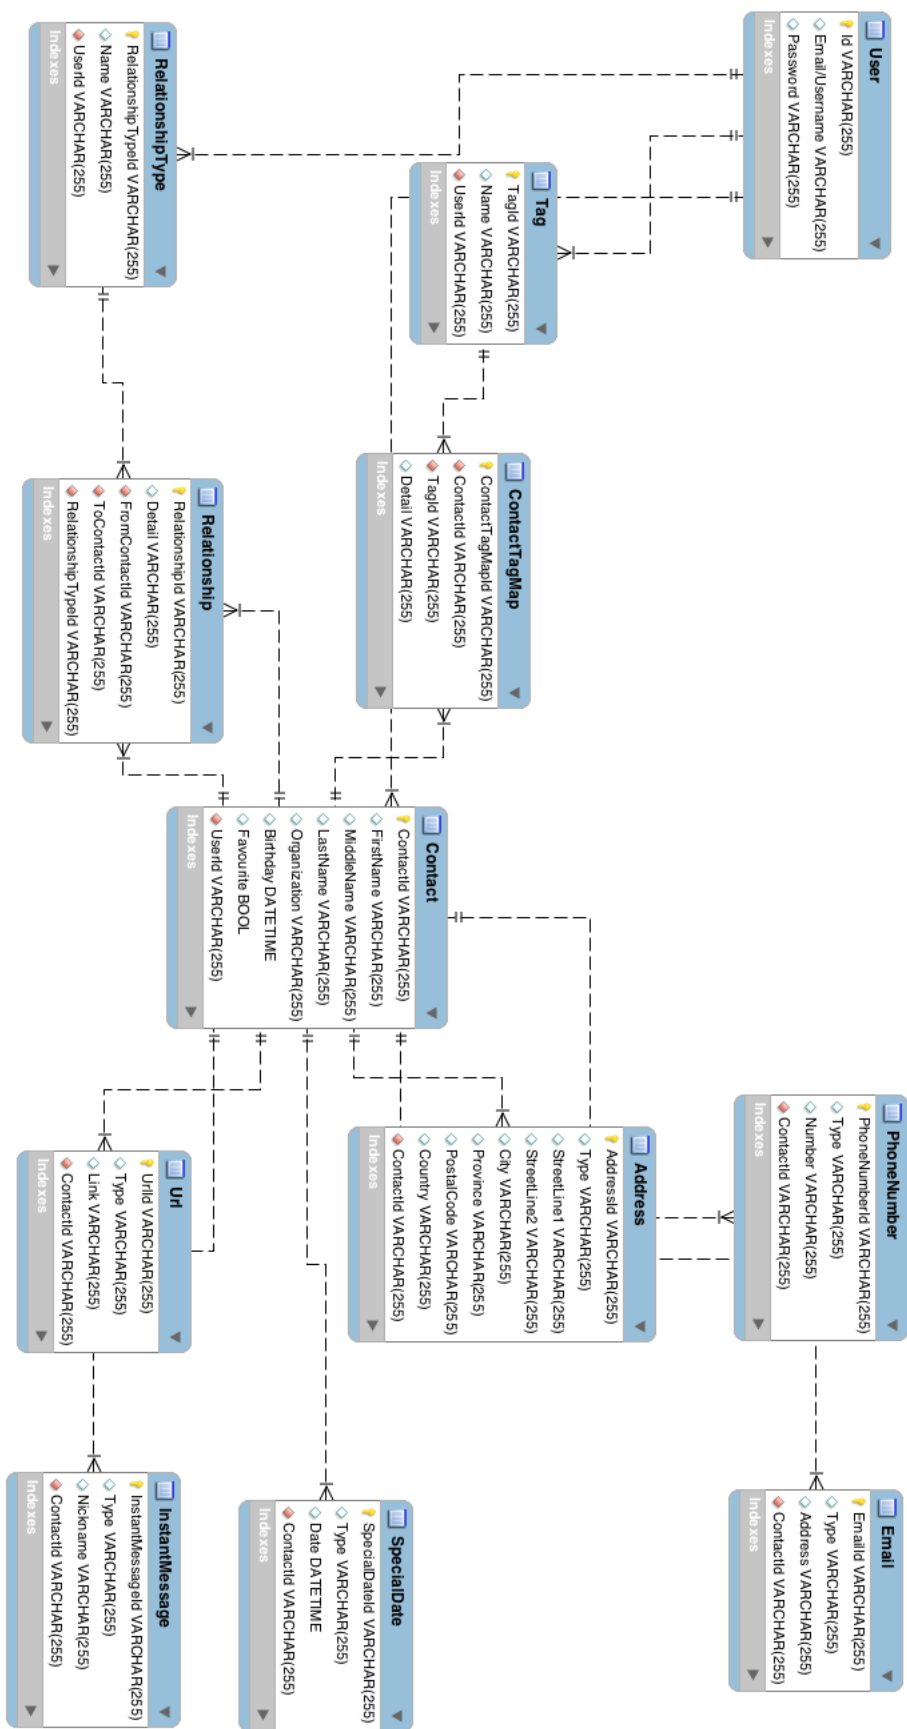 User
Id VARCHAR(255)
Email/Username VARCHAR(255)
Password VARCHAR(255)
Indexes
Tag
TagId VARCHAR(255)
Name VARCHAR(255)
UserId VARCHAR(255)
Indexes
RelationshipType
RelationshipTypeId VARCHAR(255)
Name VARCHAR(255)
UserId VARCHAR(255)
Indexes
ContactTagMap
ContactTagMapId VARCHAR(255)
ContactId VARCHAR(255)
TagId VARCHAR(255)
Detail VARCHAR(255)
Indexes
Relationship
RelationshipId VARCHAR(255)
Detail VARCHAR(255)
FromContactId VARCHAR(255)
ToContactId VARCHAR(255)
RelationshipTypeId VARCHAR(255)
Indexes
Contact
ContactId VARCHAR(255)
FirstName VARCHAR(255)
MiddleName VARCHAR(255)
LastName VARCHAR(255)
Organization VARCHAR(255)
Birthday DATETIME
Favourite BOOL
UserId VARCHAR(255)
Indexes
PhoneNumber
PhoneNumberId VARCHAR(255)
Type VARCHAR(255)
Number VARCHAR(255)
ContactId VARCHAR(255)
Indexes
Address
AddressId VARCHAR(255)
Type VARCHAR(255)
StreetLine1 VARCHAR(255)
StreetLine2 VARCHAR(255)
City VARCHAR(255)
Province VARCHAR(255)
PostalCode VARCHAR(255)
Country VARCHAR(255)
ContactId VARCHAR(255)
Indexes
Url
UrlId VARCHAR(255)
Type VARCHAR(255)
Link VARCHAR(255)
ContactId VARCHAR(255)
Indexes
Email
EmailId VARCHAR(255)
Type VARCHAR(255)
Address VARCHAR(255)
ContactId VARCHAR(255)
Indexes
SpecialDate
SpecialDateId VARCHAR(255)
Type VARCHAR(255)
Date DATETIME
ContactId VARCHAR(255)
Indexes
InstantMessage
InstantMessageId VARCHAR(255)
Type VARCHAR(255)
Nickname VARCHAR(255)
ContactId VARCHAR(255)
Indexes